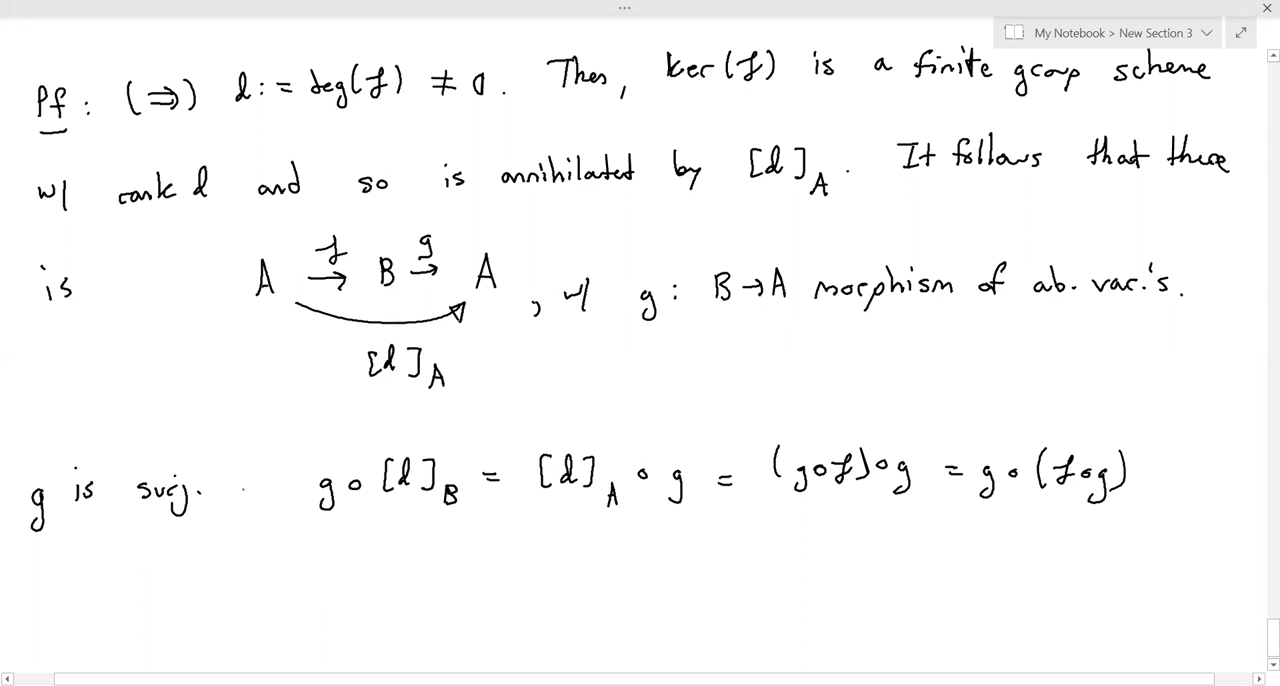 My Notebook > New Section 3
Pf : (⇒) d := deg(f) ≠ 0. Then, ker(f) is a finite group scheme
w/ rank d and so is annihilated by [d]_A. It follows that there
is A →^f B →^g A , w/ g : B → A morphism of ab. var.'s.
[d]_A
g is surj. g∘[d]_B = [d]_A ∘ g = (g∘f)∘g = g∘(f∘g)